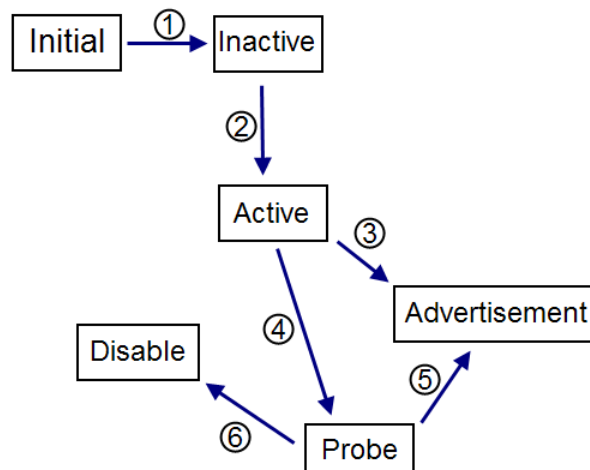 Initial
①
Inactive
②
Active
③
Advertisement
④
Disable
⑤
⑥
Probe